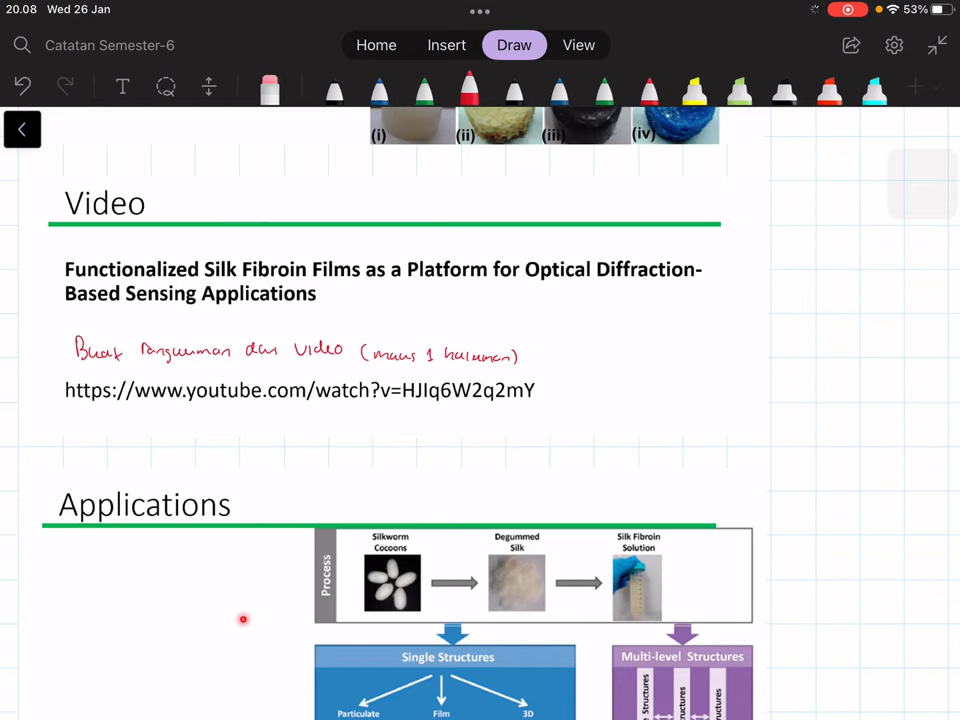 20.08 Wed 26 Jan
53%
Catatan Semester-6
Home Insert Draw View
(i) (ii) (iii) (iv)
Video
Functionalized Silk Fibroin Films as a Platform for Optical Diffraction-
Based Sensing Applications
Buat rangkuman dari video (maks 1 halaman)
https://www.youtube.com/watch?v=HJIq6W2q2mY
Applications
Process
Silkworm
Cocoons
Degummed
Silk
Silk Fibroin
Solution
Single Structures
Particulate Film 3D
Multi-level Structures
Structures
Structures